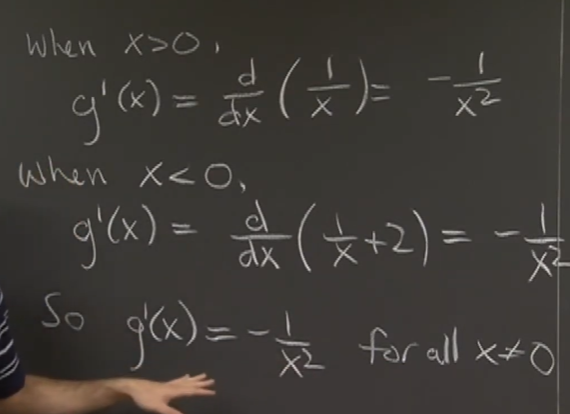 when x>0,
g'(x) = d/dx (1/x) = -1/x²
When x<0,
g'(x) = d/dx (1/x+2) = -1/x²
So g'(x) = -1/x² for all x≠0